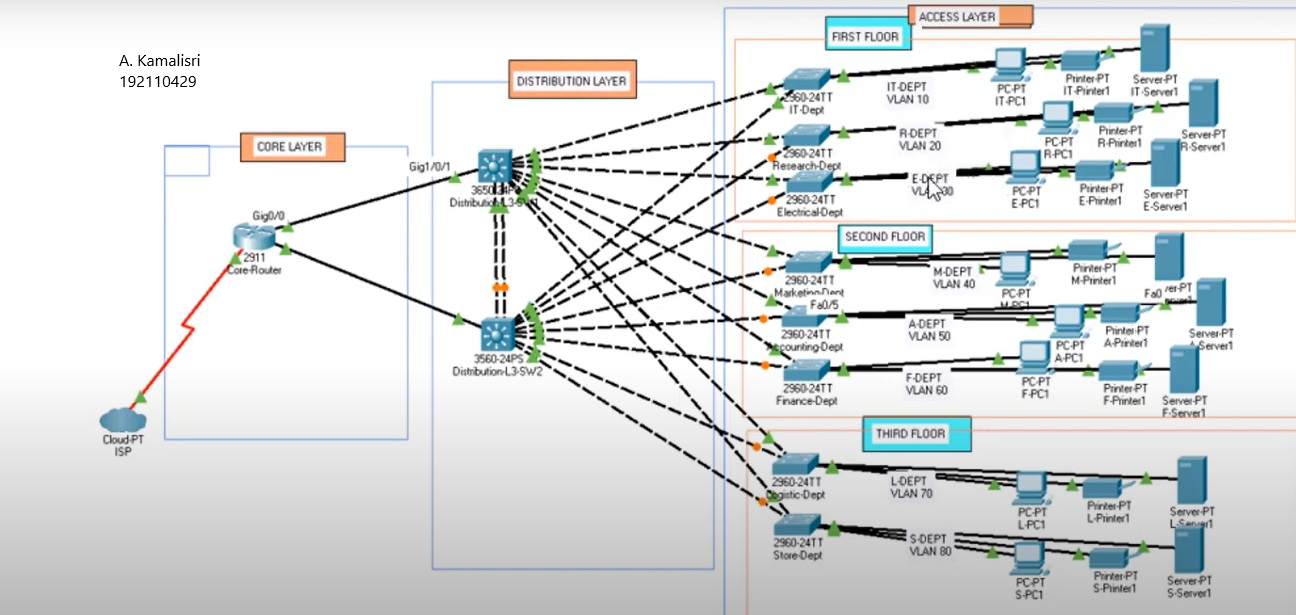 A. Kamalisri
192110429
ACCESS LAYER
FIRST FLOOR
DISTRIBUTION LAYER
CORE LAYER
Gig1/0/1
Distribution-L3-SW1
Gig0/0
2911
Core-Router
Cloud-PT
ISP
3560-24PS
Distribution-L3-SW2
2960-24TT
IT-Dept
IT-DEPT
VLAN 10
PC-PT
IT-PC1
Printer-PT
IT-Printer1
Server-PT
IT-Server1
2960-24TT
Research-Dept
R-DEPT
VLAN 20
PC-PT
R-PC1
Printer-PT
R-Printer1
Server-PT
R-Server1
2960-24TT
Electrical-Dept
E-DEPT
PC-PT
E-PC1
Printer-PT
E-Printer1
Server-PT
E-Server1
SECOND FLOOR
2960-24TT
Marketing-Dept
M-DEPT
VLAN 40
PC-PT
M-PC1
Printer-PT
M-Printer1
Fa0
Fa0/5
2960-24TT
Accounting-Dept
A-DEPT
VLAN 50
PC-PT
A-PC1
Printer-PT
A-Printer1
Server-PT
A-Server1
2960-24TT
Finance-Dept
F-DEPT
VLAN 60
PC-PT
F-PC1
Printer-PT
F-Printer1
Server-PT
F-Server1
THIRD FLOOR
2960-24TT
Logistic-Dept
L-DEPT
VLAN 70
PC-PT
L-PC1
Printer-PT
L-Printer1
Server-PT
L-Server1
2960-24TT
Store-Dept
S-DEPT
VLAN 80
PC-PT
S-PC1
Printer-PT
S-Printer1
Server-PT
S-Server1